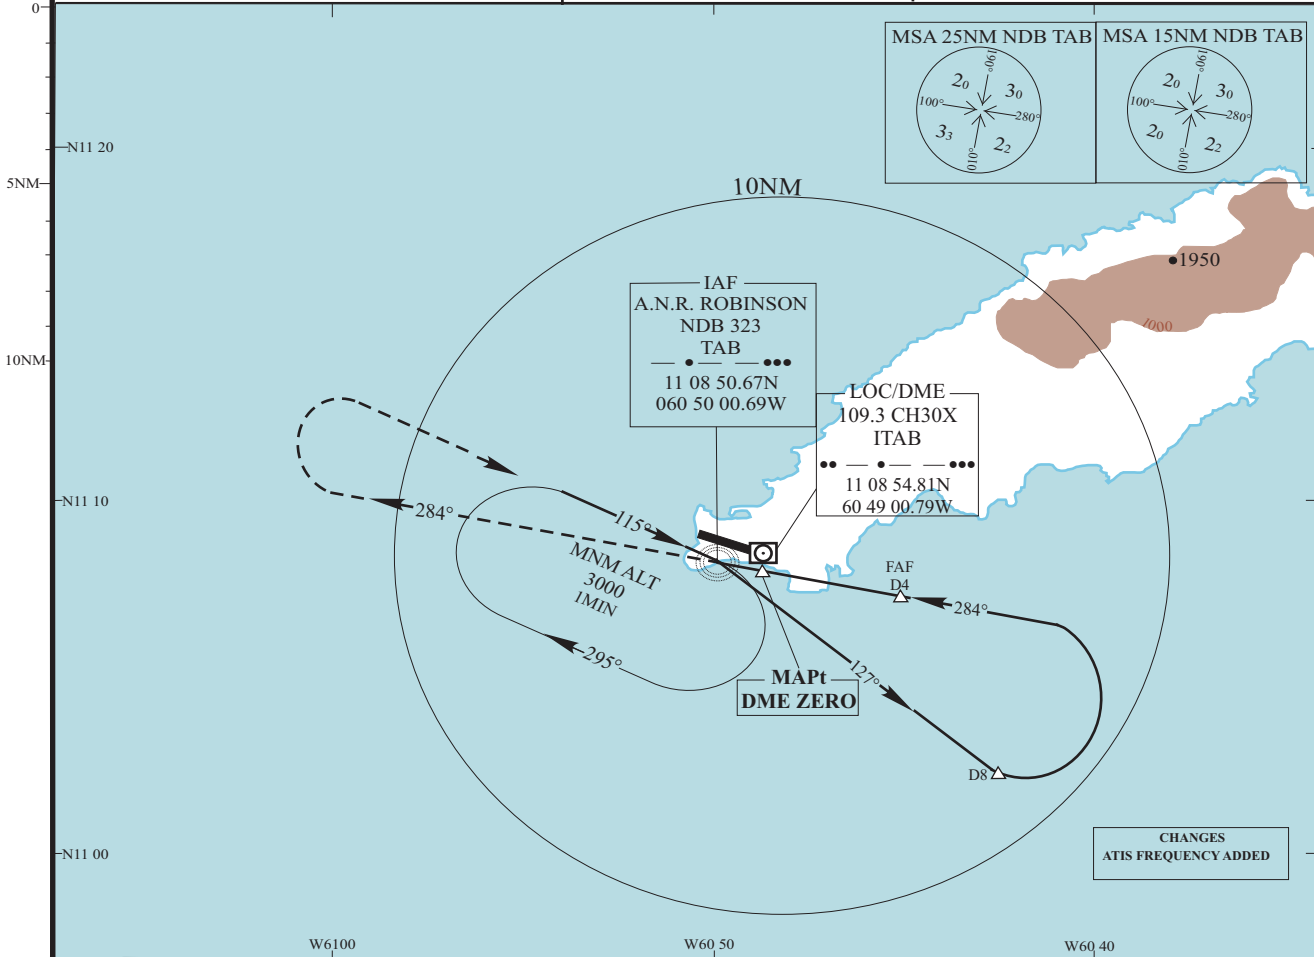 0
MSA 25NM NDB TAB
190°
20
30
100°
280°
33
22
010°
MSA 15NM NDB TAB
190°
20
30
100°
280°
20
22
010°
N11 20
5NM
10NM
10NM
1950
1000
IAF
A.N.R. ROBINSON
NDB 323
TAB
11 08 50.67N
060 50 00.69W
LOC/DME
109.3 CH30X
ITAB
11 08 54.81N
60 49 00.79W
N11 10
284°
115°
MNM ALT
3000
1MIN
295°
FAF
D4
284°
127°
MAPt
DME ZERO
D8
CHANGES
ATIS FREQUENCY ADDED
N11 00
W6100
W60 50
W60 40